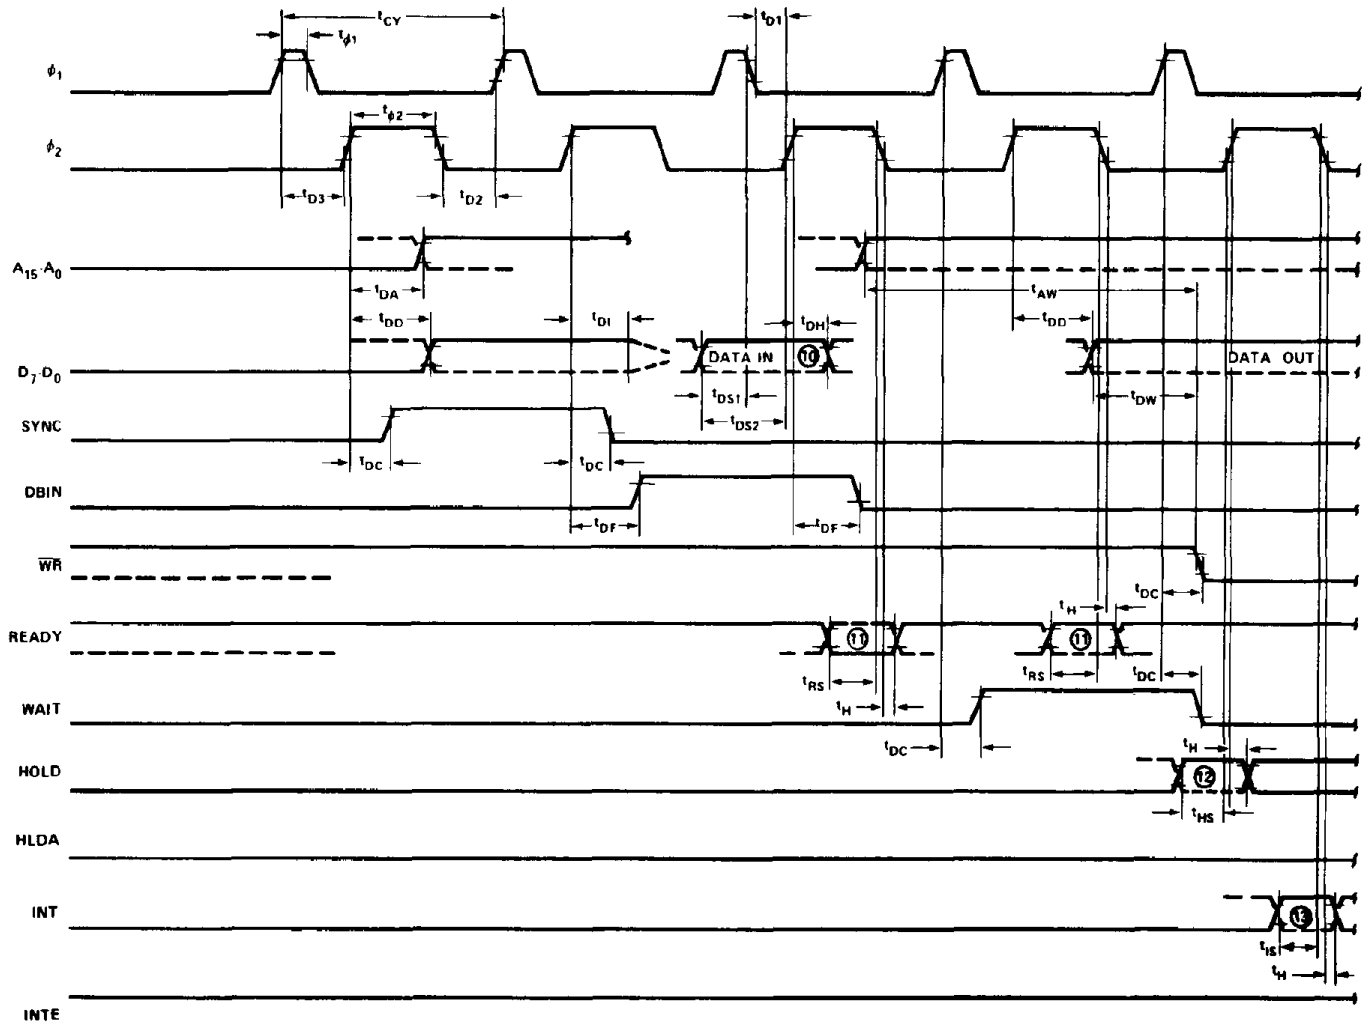 tCY
tD1
tϕ1
ϕ1
tϕ2
ϕ2
tD3
tD2
A15-A0
tDA
tAW
tDD
tDI
tDH
tDD
D7-D0
DATA IN
10
DATA OUT
tDS1
tDW
tDS2
SYNC
tDC
tDC
DBIN
tDF
tDF
WR
tDC
tH
READY
11
11
tRS
tRS
tDC
WAIT
tH
tDC
tH
HOLD
12
tHS
HLDA
INT
13
tIS
tH
INTE